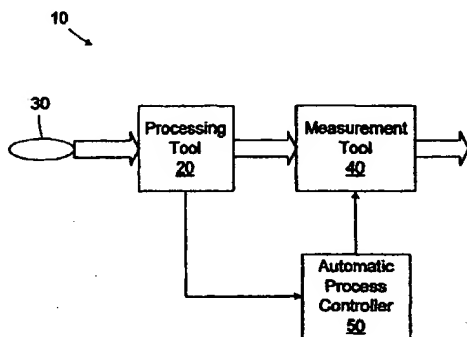 10
30
Processing
Tool
20
Measurement
Tool
40
Automatic
Process
Controller
50